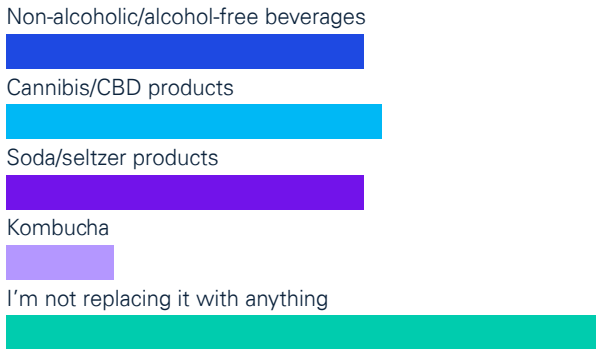 Non-alcoholic/alcohol-free beverages
Cannibis/CBD products
Soda/seltzer products
Kombucha
I’m not replacing it with anything